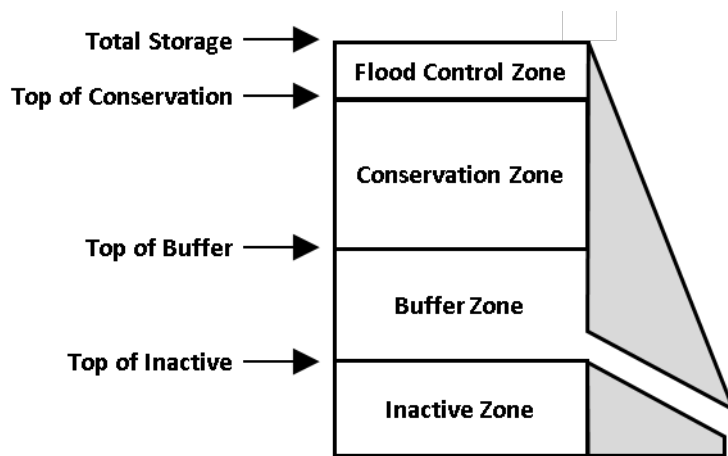 Total Storage
Flood Control Zone
Top of Conservation
Conservation Zone
Top of Buffer
Buffer Zone
Top of Inactive
Inactive Zone